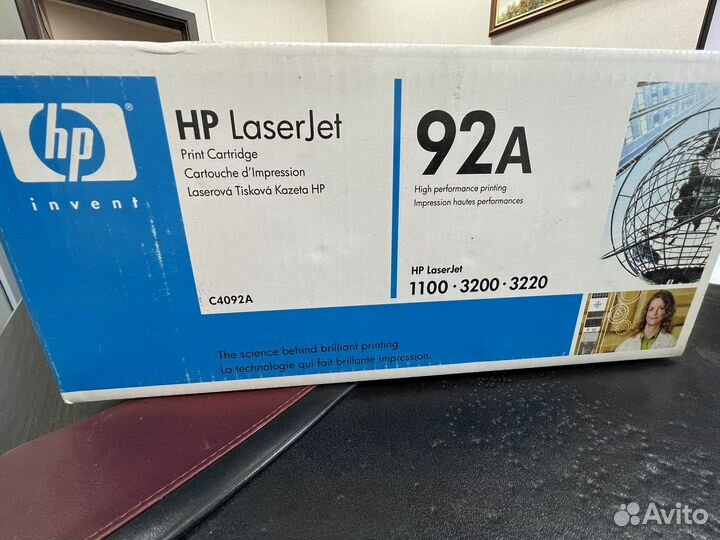 hp
®
invent
HP LaserJet
Print Cartridge
Cartouche d'Impression
Laserová Tisková Kazeta HP
C4092A
92A
High performance printing
Impression hautes performances
HP LaserJet
1100 · 3200 · 3220
The science behind brilliant printing.
La technologie qui fait brillante impression.
Avito